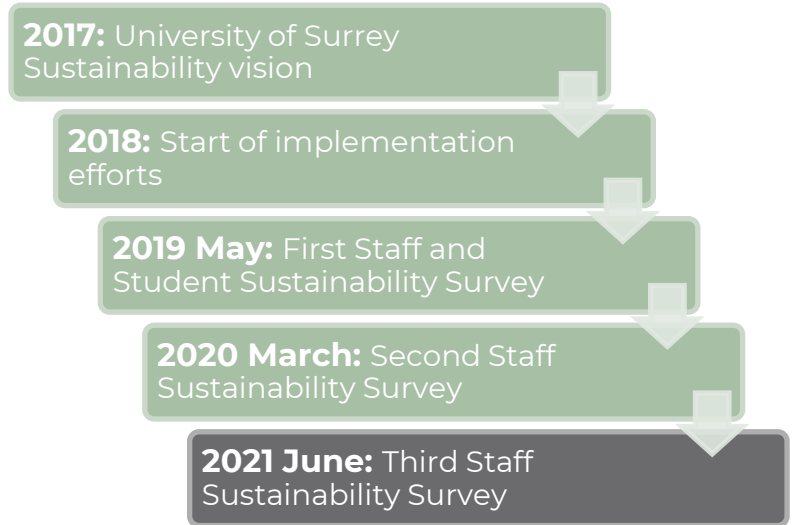 2017: University of Surrey
Sustainability vision
2018: Start of implementation
efforts
2019 May: First Staff and
Student Sustainability Survey
2020 March: Second Staff
Sustainability Survey
2021 June: Third Staff
Sustainability Survey